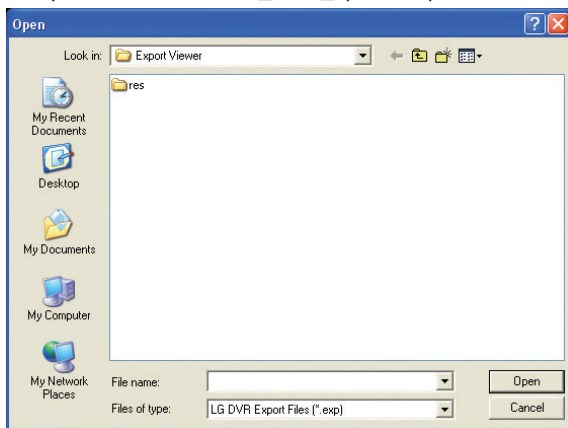 Open
Look in: Export Viewer
res
My Recent
Documents
Desktop
My Documents
My Computer
My Network
Places
File name:
Open
Files of type: LG DVR Export Files (*.exp)
Cancel